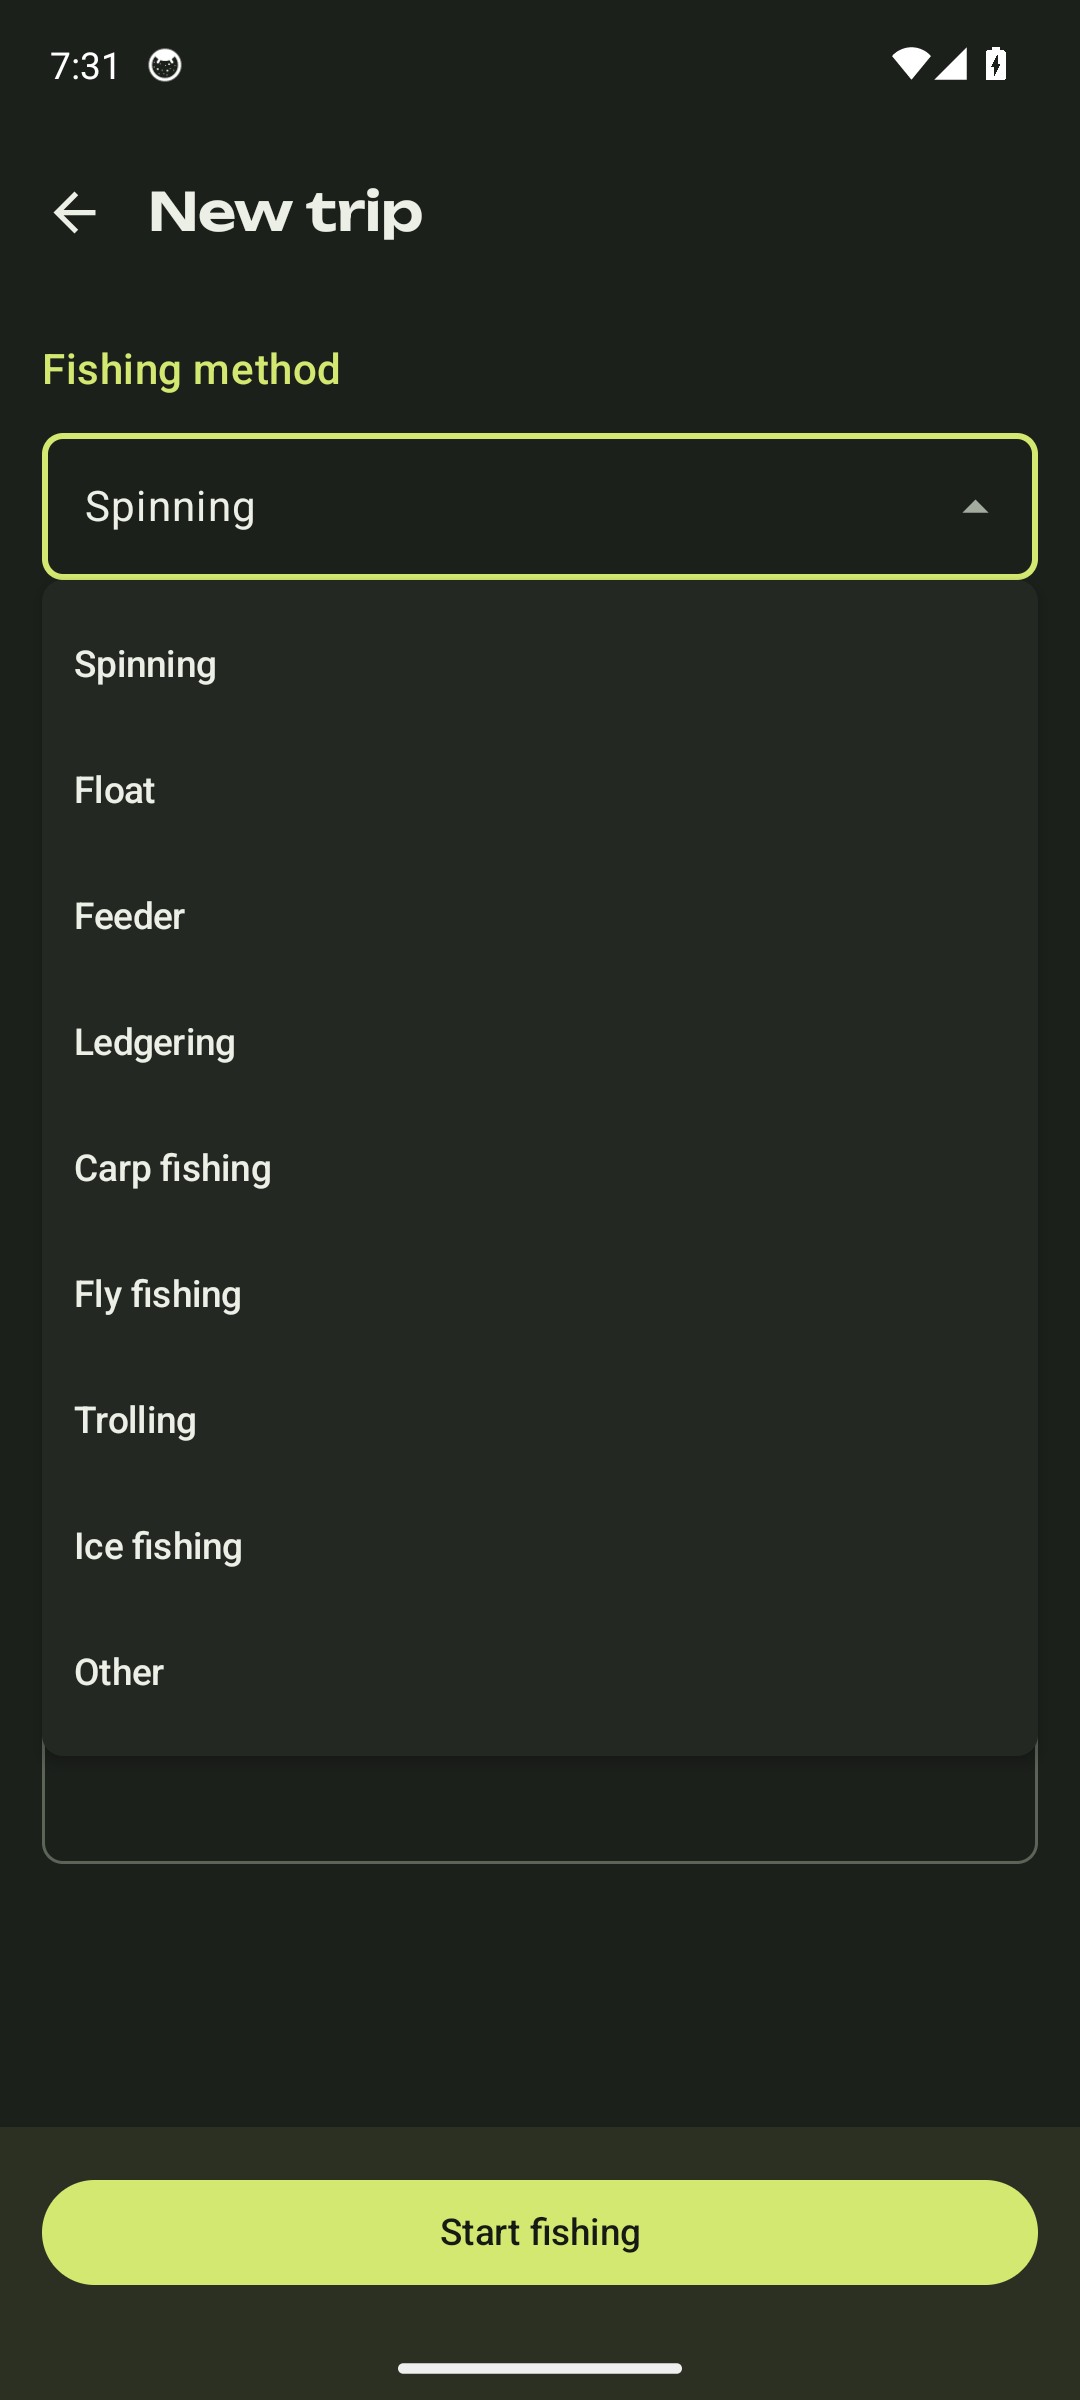 7:31
New trip
Fishing method
Spinning
Spinning
Float
Feeder
Ledgering
Carp fishing
Fly fishing
Trolling
Ice fishing
Other
Start fishing